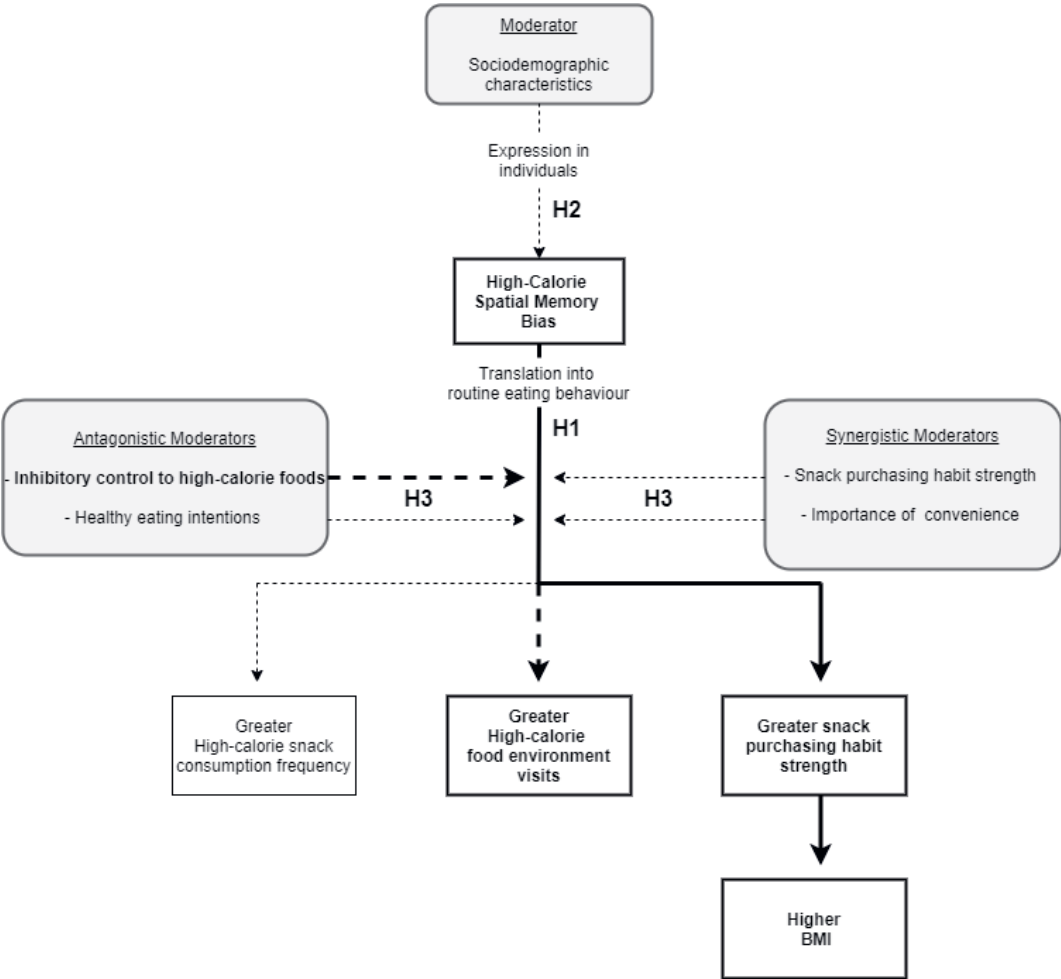 Moderator
Sociodemographic
characteristics
Expression in
individuals
H2
High-Calorie
Spatial Memory
Bias
Translation into
routine eating behaviour
H1
Antagonistic Moderators
- Inhibitory control to high-calorie foods
- Healthy eating intentions
H3
Synergistic Moderators
- Snack purchasing habit strength
- Importance of convenience
H3
Greater
High-calorie snack
consumption frequency
Greater
High-calorie
food environment
visits
Greater snack
purchasing habit
strength
Higher
BMI